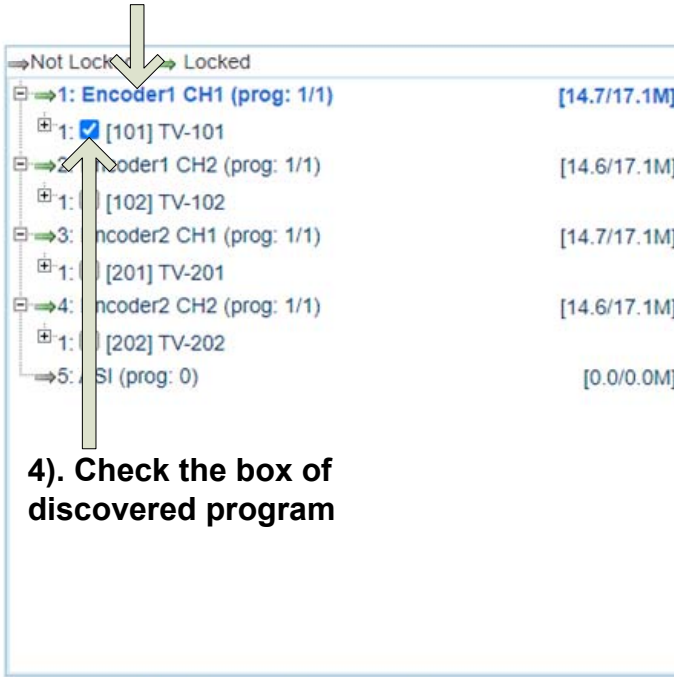 Not Lock Locked
1: Encoder1 CH1 (prog: 1/1) [14.7/17.1M]
1: [101] TV-101
2 ncoder1 CH2 (prog: 1/1) [14.6/17.1M]
1: [102] TV-102
3: ncoder2 CH1 (prog: 1/1) [14.7/17.1M]
1: [201] TV-201
4: ncoder2 CH2 (prog: 1/1) [14.6/17.1M]
1: [202] TV-202
5: SI (prog: 0) [0.0/0.0M]
4). Check the box of
discovered program